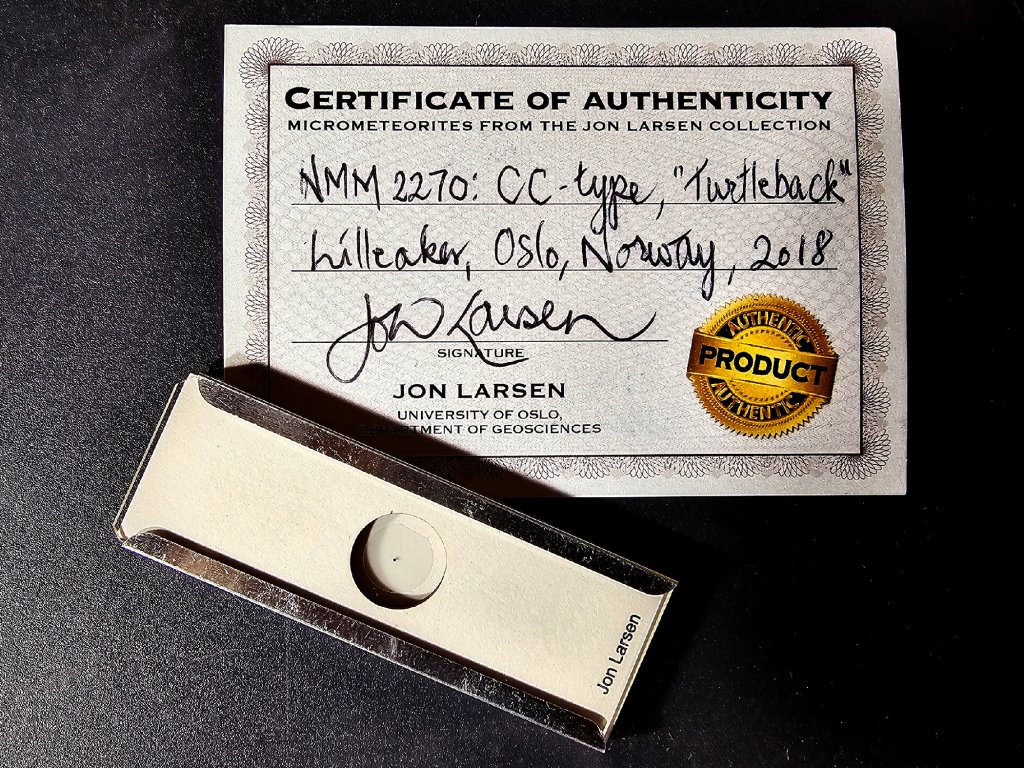 CERTIFICATE OF AUTHENTICITY
MICROMETEORITES FROM THE JON LARSEN COLLECTION
NMM 2270: CC-type, "Turtleback"
Lilleaker, Oslo, Norway, 2018
Jon Larsen
SIGNATURE
JON LARSEN
UNIVERSITY OF OSLO,
DEPARTMENT OF GEOSCIENCES
AUTHENTIC
PRODUCT
AUTHENTIC
Jon Larsen